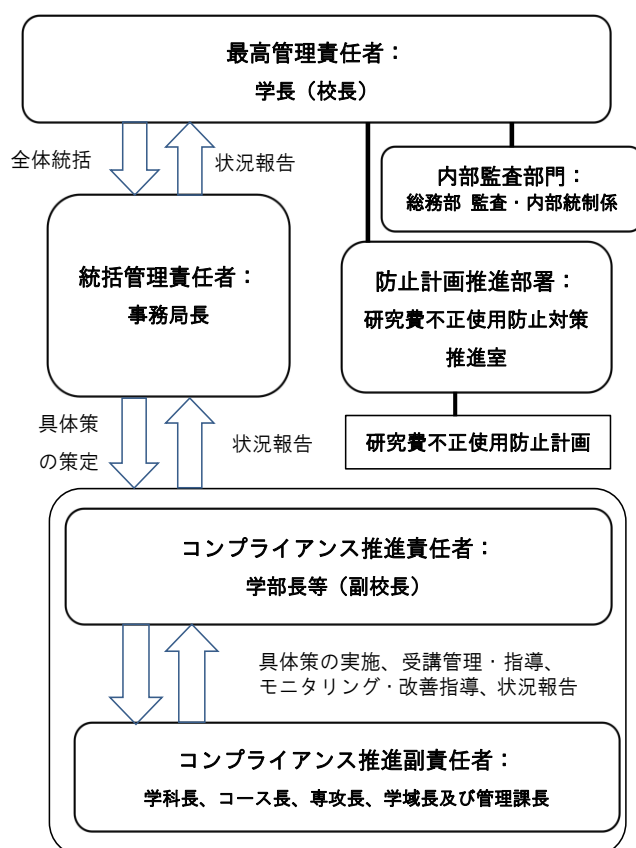 最高管理責任者：
学長（校長）
全体統括
状況報告
内部監査部門：
総務部 監査・内部統制係
統括管理責任者：
事務局長
防止計画推進部署：
研究費不正使用防止対策
推進室
具体策
の策定
状況報告
研究費不正使用防止計画
コンプライアンス推進責任者：
学部長等（副校長）
具体策の実施、受講管理・指導、
モニタリング・改善指導、状況報告
コンプライアンス推進副責任者：
学科長、コース長、専攻長、学域長及び管理課長